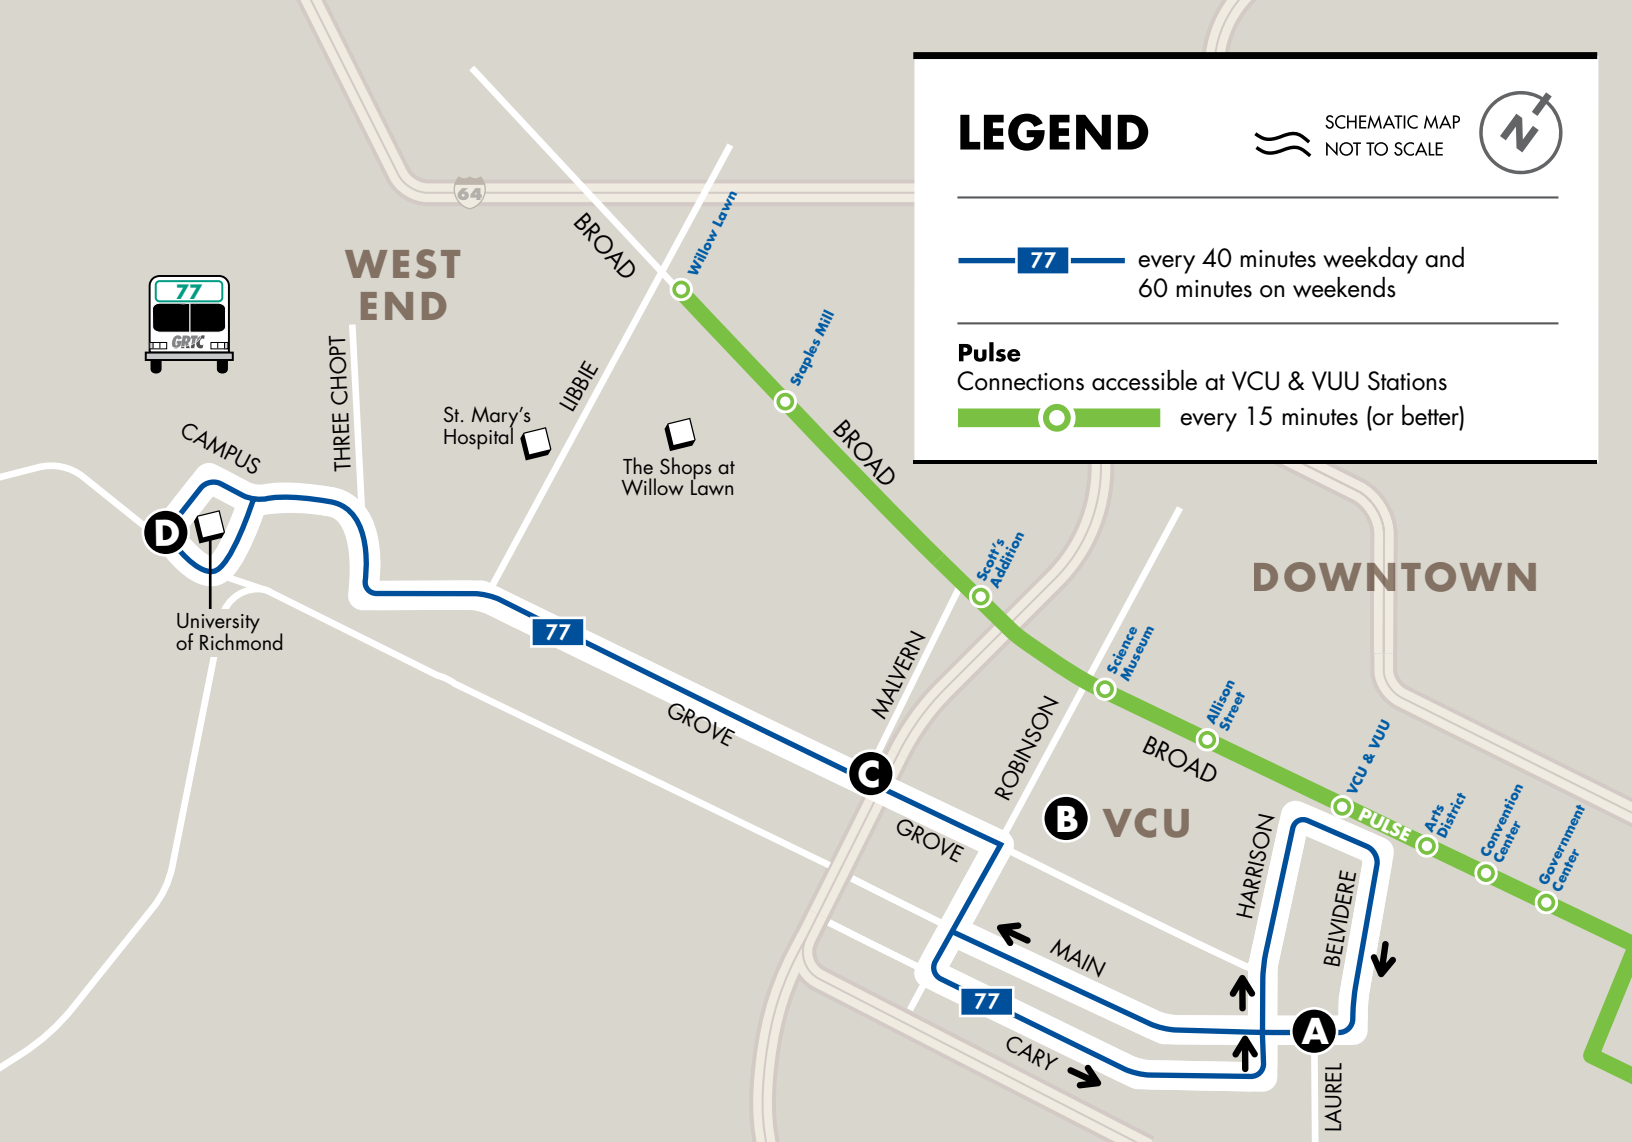 LEGEND
SCHEMATIC MAP
NOT TO SCALE
N
77
every 40 minutes weekday and
60 minutes on weekends
Pulse
Connections accessible at VCU & VUU Stations
every 15 minutes (or better)
64
BROAD
Willow Lawn
WEST
END
77
GRTC
THREE CHOPT
LIBBIE
Staples Mill
St. Mary's
Hospital
The Shops at
Willow Lawn
BROAD
CAMPUS
D
University
of Richmond
77
GROVE
Scott's
Addition
MALVERN
DOWNTOWN
Science
Museum
ROBINSON
Allison
Street
BROAD
C
GROVE
B
VCU
VCU & VUU
PULSE
Arts
District
Convention
Center
Government
Center
HARRISON
BELVIDERE
MAIN
77
CARY
A
LAUREL